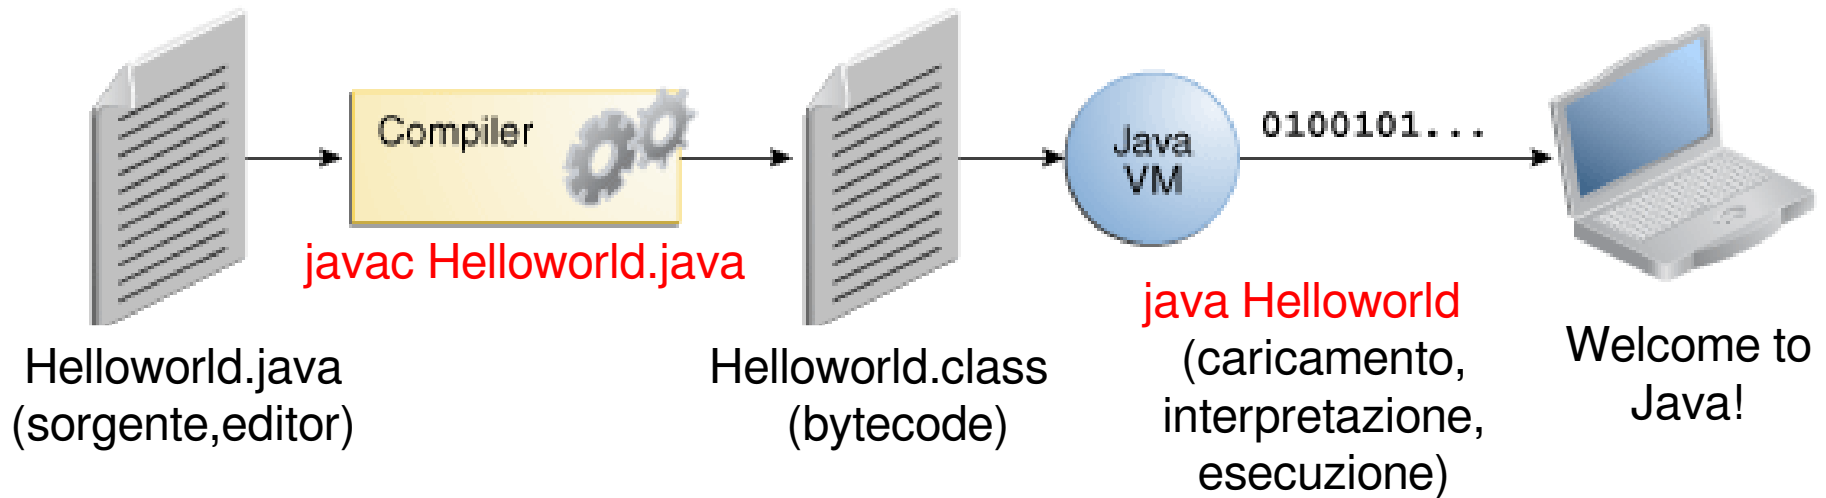 Compiler
javac Helloworld.java
Helloworld.java
(sorgente,editor)
Helloworld.class
(bytecode)
Java
VM
0100101...
java Helloworld
(caricamento,
interpretazione,
esecuzione)
Welcome to
Java!